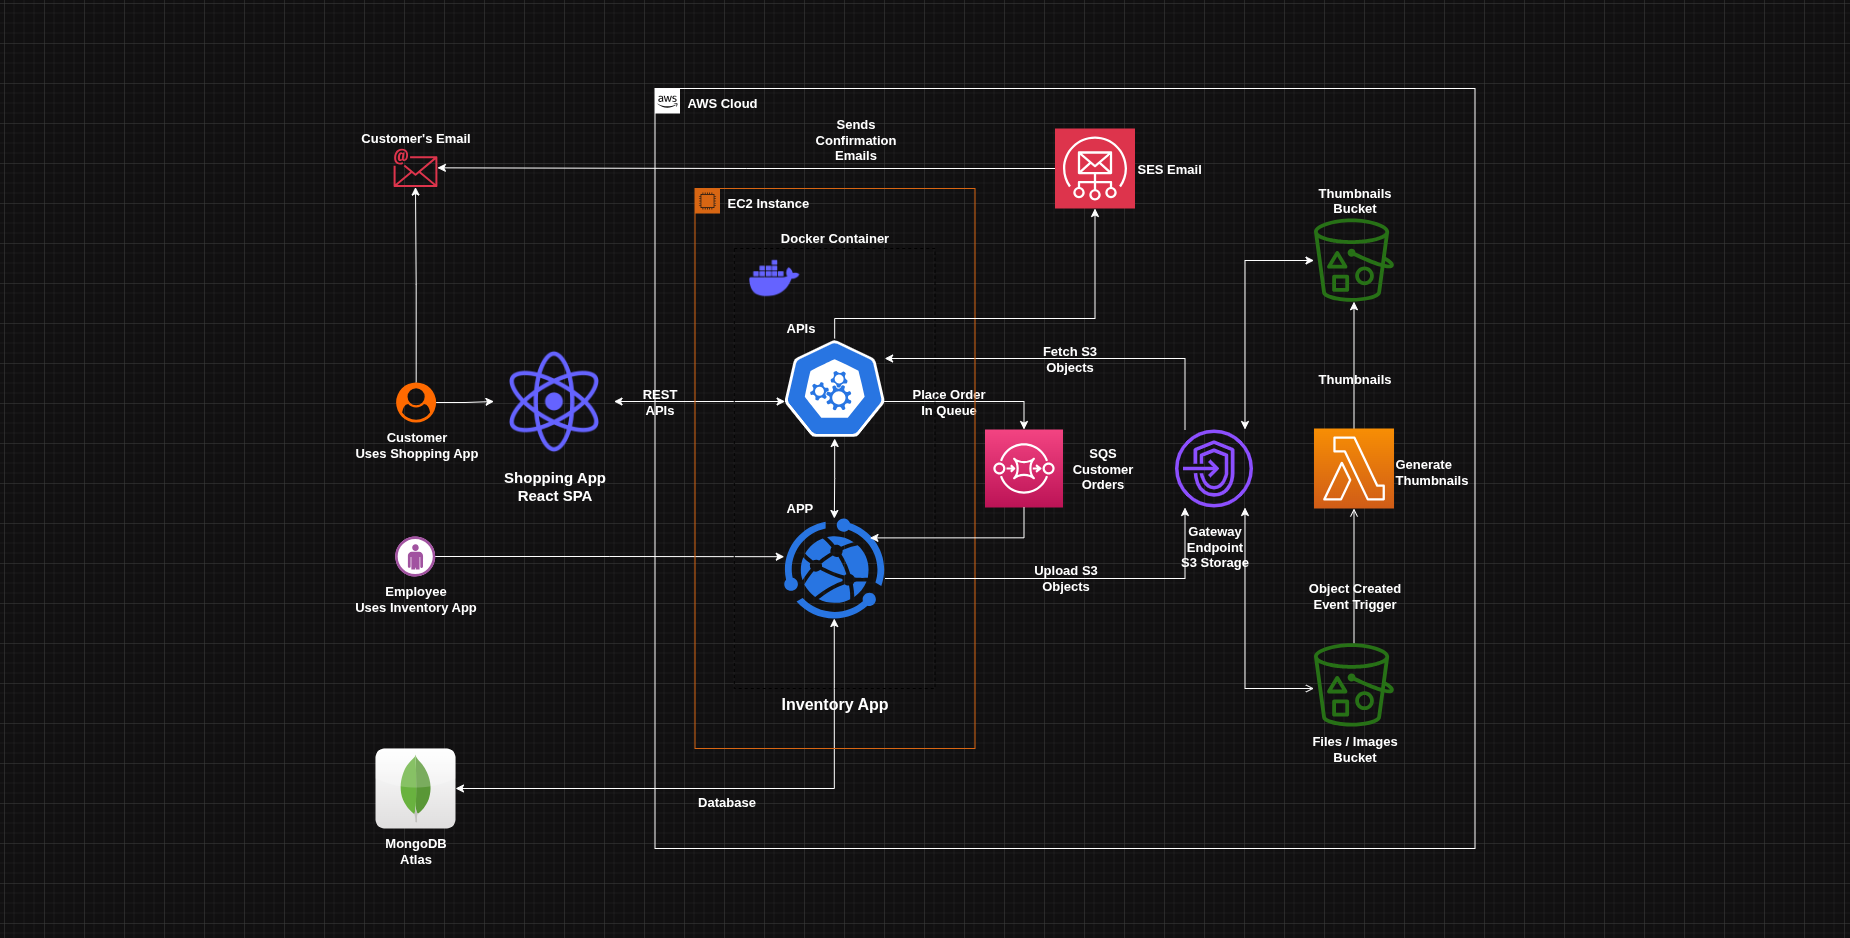 aws
AWS Cloud
Customer's Email
@
Sends
Confirmation
Emails
SES Email
EC2 Instance
Docker Container
Thumbnails
Bucket
APIs
Fetch S3
Objects
Thumbnails
REST
APIs
Place Order
In Queue
Customer
Uses Shopping App
Shopping App
React SPA
SQS
Customer
Orders
Generate
Thumbnails
APP
Gateway
Endpoint
S3 Storage
Upload S3
Objects
Object Created
Event Trigger
Employee
Uses Inventory App
Inventory App
Files / Images
Bucket
Database
MongoDB
Atlas